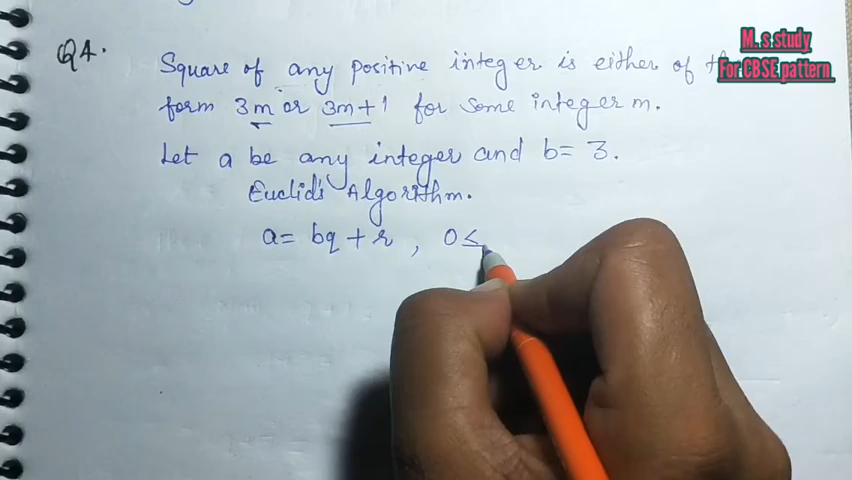 M. s study
For CBSE pattern
Q4. Square of any positive integer is either of
form 3m or 3m+1 for some integer m.
Let a be any integer and b= 3.
Euclid's Algorithm.
a= bq + r , 0≤